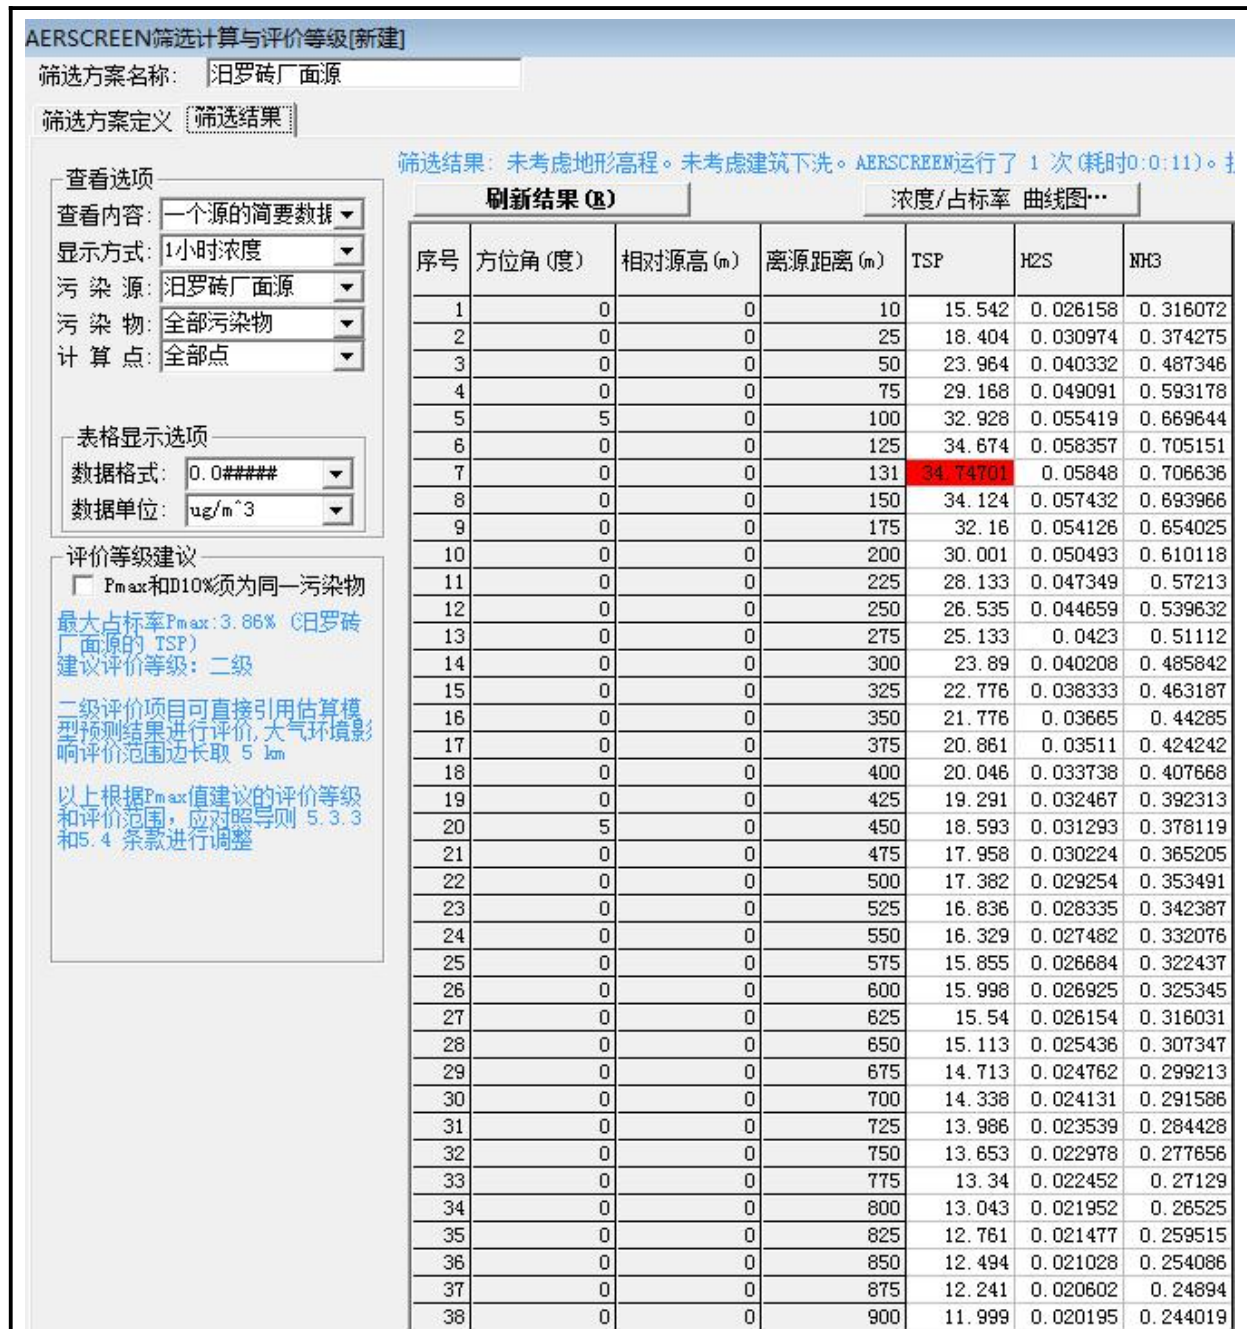 AERSCREEN筛选计算与评价等级[新建]
筛选方案名称: 汨罗砖厂面源
筛选方案定义 筛选结果
筛选结果: 未考虑地形高程。未考虑建筑下洗。AERSCREEN运行了 1 次(耗时0:0:11)。
刷新结果(R) 浓度/占标率 曲线图…
查看选项
查看内容: 一个源的简要数据
显示方式: 1小时浓度
污 染 源: 汨罗砖厂面源
污 染 物: 全部污染物
计 算 点: 全部点
表格显示选项
数据格式: 0.0#####
数据单位: ug/m^3
评价等级建议
Pmax和D10%须为同一污染物
最大占标率Pmax:3.86% (汨罗砖
厂面源的 TSP)
建议评价等级: 二级
二级评价项目可直接引用估算模
型预测结果进行评价,大气环境影
响评价范围边长取 5 km
以上根据Pmax值建议的评价等级
和评价范围,应对照导则 5.3.3
和5.4 条款进行调整
序号 方位角(度) 相对源高(m) 离源距离(m) TSP H2S NH3
1 0 0 10 15.542 0.026158 0.316072
2 0 0 25 18.404 0.030974 0.374275
3 0 0 50 23.964 0.040332 0.487346
4 0 0 75 29.168 0.049091 0.593178
5 5 0 100 32.928 0.055419 0.669644
6 0 0 125 34.674 0.058357 0.705151
7 0 0 131 34.74701 0.05848 0.706636
8 0 0 150 34.124 0.057432 0.693966
9 0 0 175 32.16 0.054126 0.654025
10 0 0 200 30.001 0.050493 0.610118
11 0 0 225 28.133 0.047349 0.57213
12 0 0 250 26.535 0.044659 0.539632
13 0 0 275 25.133 0.0423 0.51112
14 0 0 300 23.89 0.040208 0.485842
15 0 0 325 22.776 0.038333 0.463187
16 0 0 350 21.776 0.03665 0.44285
17 0 0 375 20.861 0.03511 0.424242
18 0 0 400 20.046 0.033738 0.407668
19 0 0 425 19.291 0.032467 0.392313
20 5 0 450 18.593 0.031293 0.378119
21 0 0 475 17.958 0.030224 0.365205
22 0 0 500 17.382 0.029254 0.353491
23 0 0 525 16.836 0.028335 0.342387
24 0 0 550 16.329 0.027482 0.332076
25 0 0 575 15.855 0.026684 0.322437
26 0 0 600 15.998 0.026925 0.325345
27 0 0 625 15.54 0.026154 0.316031
28 0 0 650 15.113 0.025436 0.307347
29 0 0 675 14.713 0.024762 0.299213
30 0 0 700 14.338 0.024131 0.291586
31 0 0 725 13.986 0.023539 0.284428
32 0 0 750 13.653 0.022978 0.277656
33 0 0 775 13.34 0.022452 0.27129
34 0 0 800 13.043 0.021952 0.26525
35 0 0 825 12.761 0.021477 0.259515
36 0 0 850 12.494 0.021028 0.254086
37 0 0 875 12.241 0.020602 0.24894
38 0 0 900 11.999 0.020195 0.244019